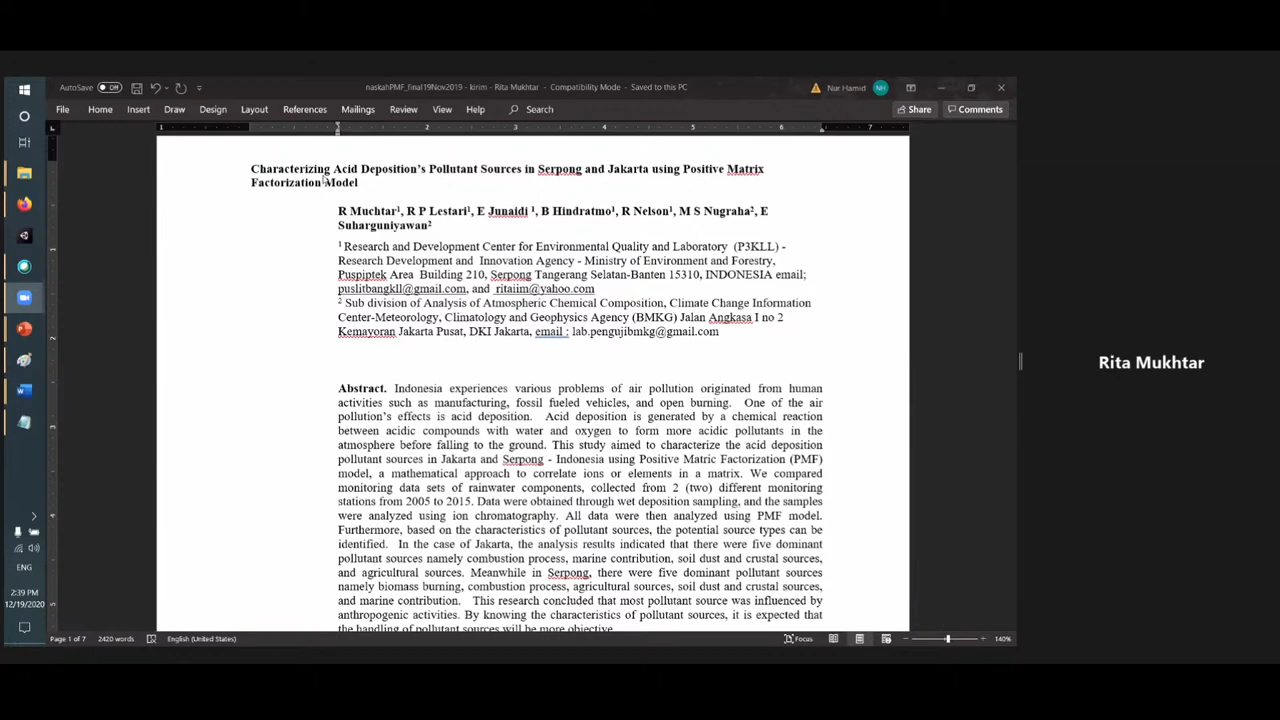 AutoSave Off
naskahPMF_final19Nov2019 - kirim - Rita Mukhtar - Compatibility Mode - Saved to this PC
Nur Hamid NH
File Home Insert Draw Design Layout References Mailings Review View Help Search
Share Comments
1 1 2 3 4 5 6 7
Characterizing Acid Deposition's Pollutant Sources in Serpong and Jakarta using Positive Matrix
Factorization Model
R Muchtar1, R P Lestari1, E Junaidi 1, B Hindratmo1, R Nelson1, M S Nugraha2, E
Suharguniyawan2
1 Research and Development Center for Environmental Quality and Laboratory (P3KLL) -
Research Development and Innovation Agency - Ministry of Environment and Forestry,
Puspiptek Area Building 210, Serpong Tangerang Selatan-Banten 15310, INDONESIA email;
puslitbangkll@gmail.com, and ritaiim@yahoo.com
2 Sub division of Analysis of Atmospheric Chemical Composition, Climate Change Information
Center-Meteorology, Climatology and Geophysics Agency (BMKG) Jalan Angkasa I no 2
Kemayoran Jakarta Pusat, DKI Jakarta, email : lab.pengujibmkg@gmail.com
Rita Mukhtar
Abstract. Indonesia experiences various problems of air pollution originated from human
activities such as manufacturing, fossil fueled vehicles, and open burning. One of the air
pollution's effects is acid deposition. Acid deposition is generated by a chemical reaction
between acidic compounds with water and oxygen to form more acidic pollutants in the
atmosphere before falling to the ground. This study aimed to characterize the acid deposition
pollutant sources in Jakarta and Serpong - Indonesia using Positive Matric Factorization (PMF)
model, a mathematical approach to correlate ions or elements in a matrix. We compared
monitoring data sets of rainwater components, collected from 2 (two) different monitoring
stations from 2005 to 2015. Data were obtained through wet deposition sampling, and the samples
were analyzed using ion chromatography. All data were then analyzed using PMF model.
Furthermore, based on the characteristics of pollutant sources, the potential source types can be
identified. In the case of Jakarta, the analysis results indicated that there were five dominant
pollutant sources namely combustion process, marine contribution, soil dust and crustal sources,
and agricultural sources. Meanwhile in Serpong, there were five dominant pollutant sources
namely biomass burning, combustion process, agricultural sources, soil dust and crustal sources,
and marine contribution. This research concluded that most pollutant source was influenced by
anthropogenic activities. By knowing the characteristics of pollutant sources, it is expected that
the handling of pollutant sources will be more objective.
ENG
2:39 PM
12/19/2020
Page 1 of 7 2420 words English (United States)
Focus 140%